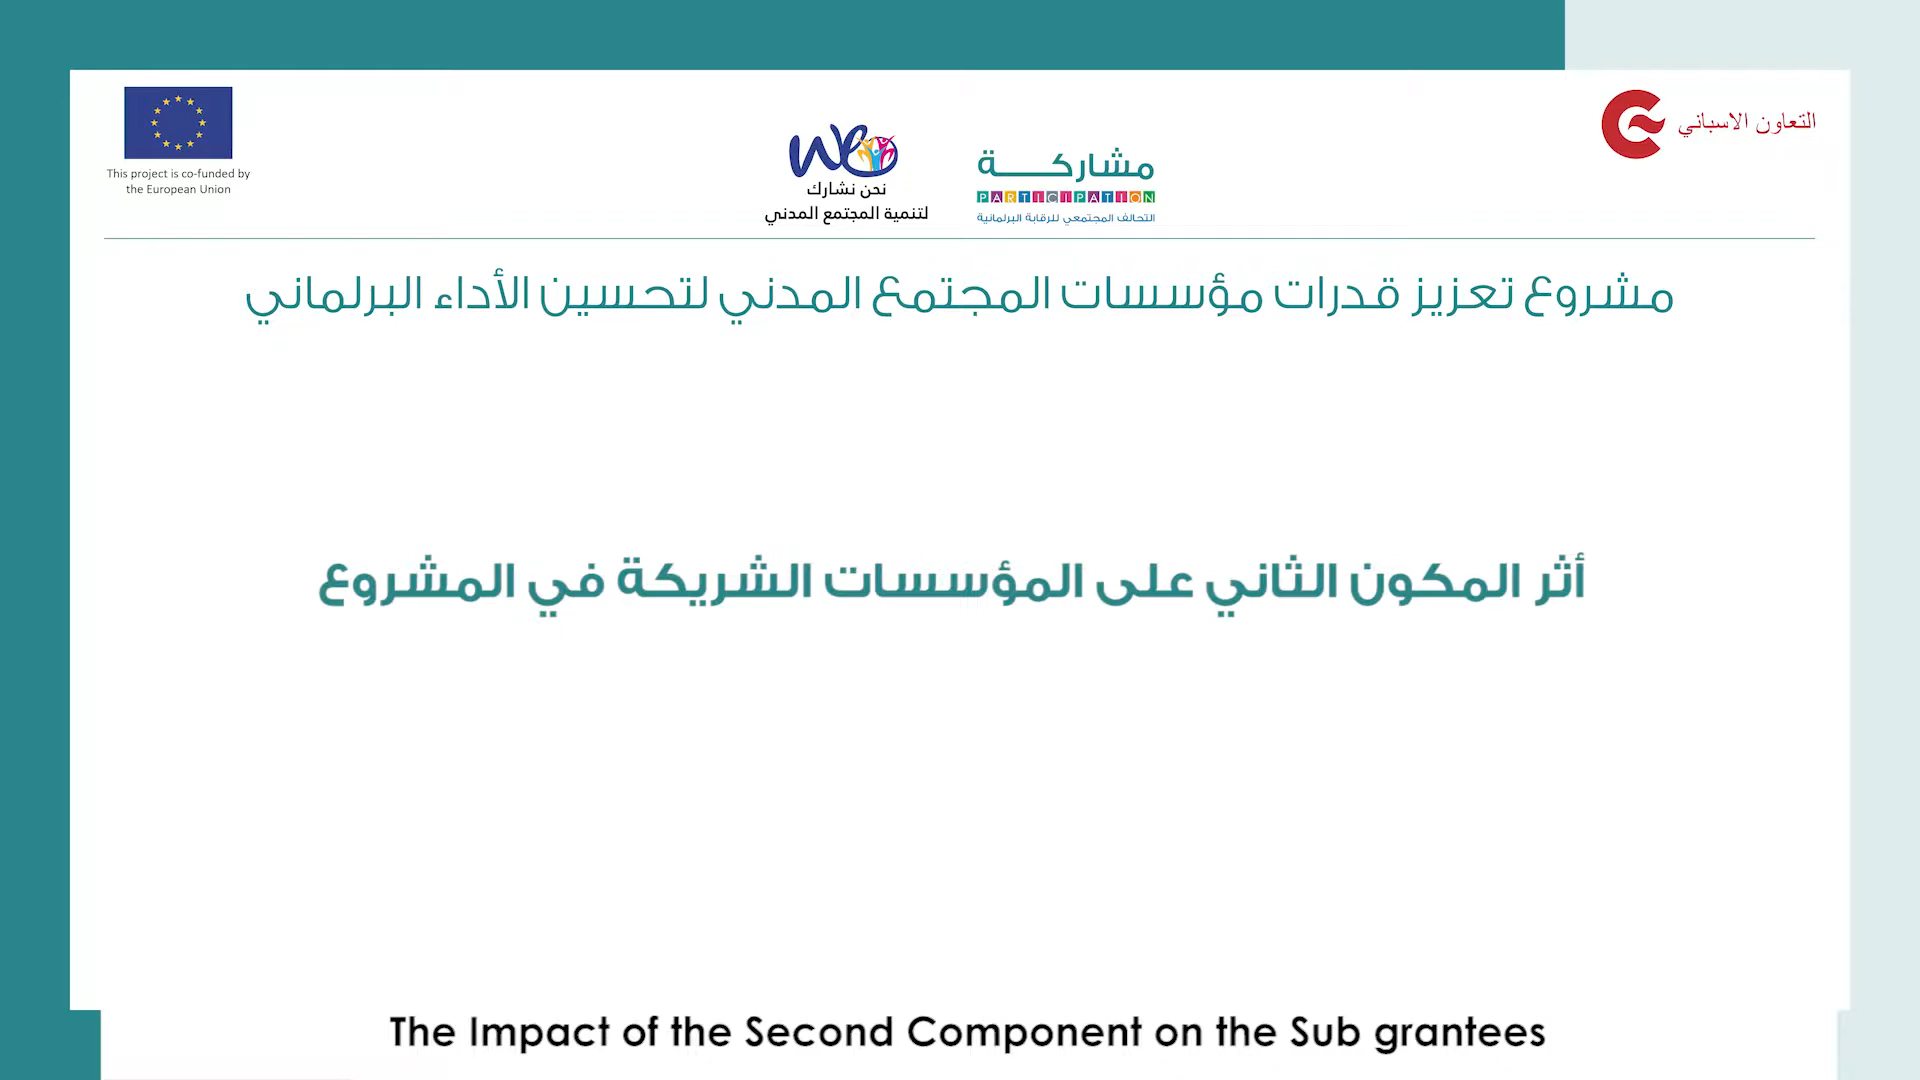 This project is co-funded by
the European Union
we
نحن نشارك
لتنمية المجتمع المدني
مشاركة
PARTICIPATION
التحالف المجتمعي للرقابة البرلمانية
التعاون الاسباني
مشروع تعزيز قدرات مؤسسات المجتمع المدني لتحسين الأداء البرلماني
أثر المكون الثاني على المؤسسات الشريكة في المشروع
The Impact of the Second Component on the Sub grantees